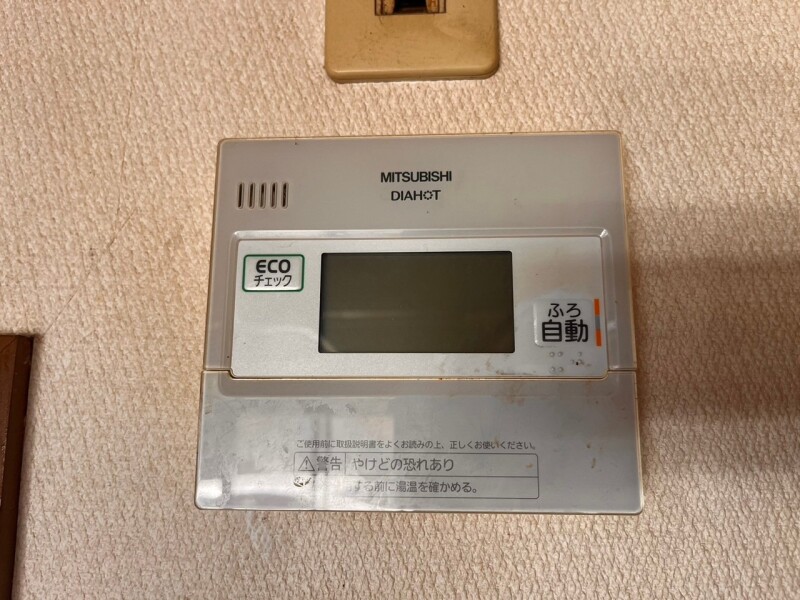 MITSUBISHI
DIAHOT
ECO
チェック
ふろ
自動
ご使用前に取扱説明書をよくお読みの上、正しくお使いください。
警告 やけどの恐れあり
する前に湯温を確かめる。